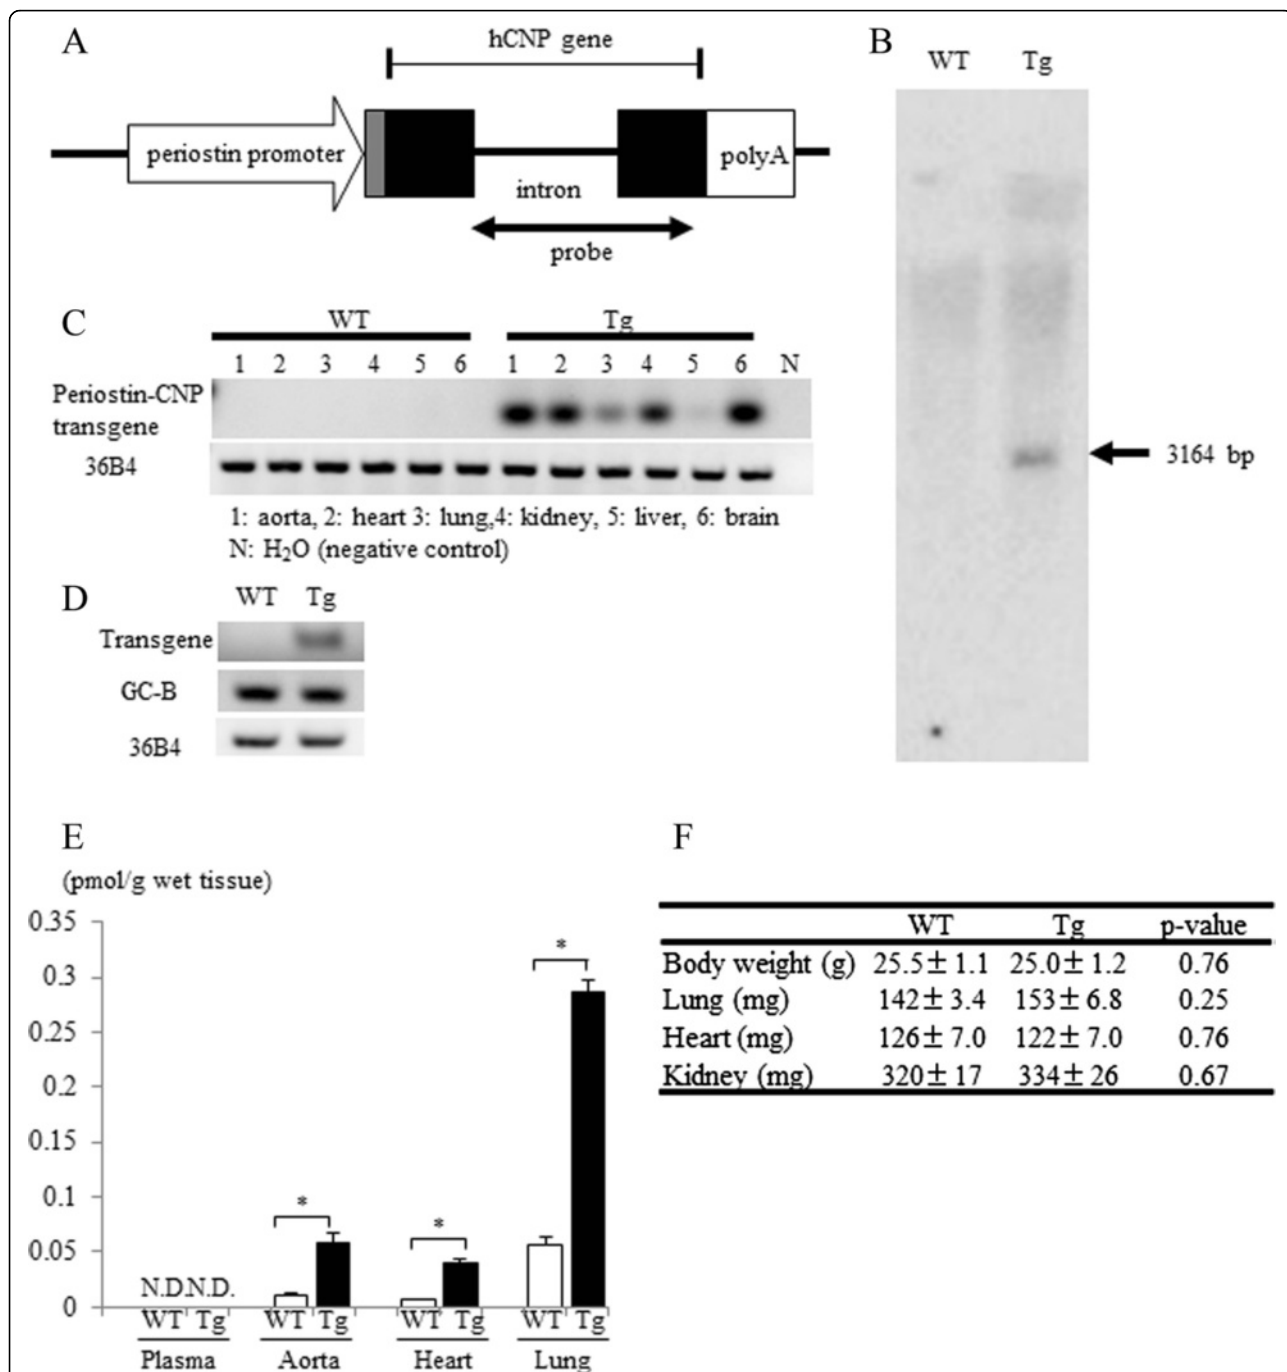 A
hCNP gene
periostin promoter
polyA
intron
probe
B
WT Tg
3164 bp
C
WT Tg
1 2 3 4 5 6 1 2 3 4 5 6 N
Periostin-CNP
transgene
36B4
1: aorta, 2: heart 3: lung,4: kidney, 5: liver, 6: brain
N: H₂O (negative control)
D
WT Tg
Transgene
GC-B
36B4
E
(pmol/g wet tissue)
0.35
0.3
0.25
0.2
0.15
0.1
0.05
0
N.D.N.D.
* * *
WT Tg WT Tg WT Tg WT Tg
Plasma Aorta Heart Lung
F
WT Tg p-value
Body weight (g) 25.5± 1.1 25.0± 1.2 0.76
Lung (mg) 142± 3.4 153± 6.8 0.25
Heart (mg) 126± 7.0 122± 7.0 0.76
Kidney (mg) 320± 17 334± 26 0.67